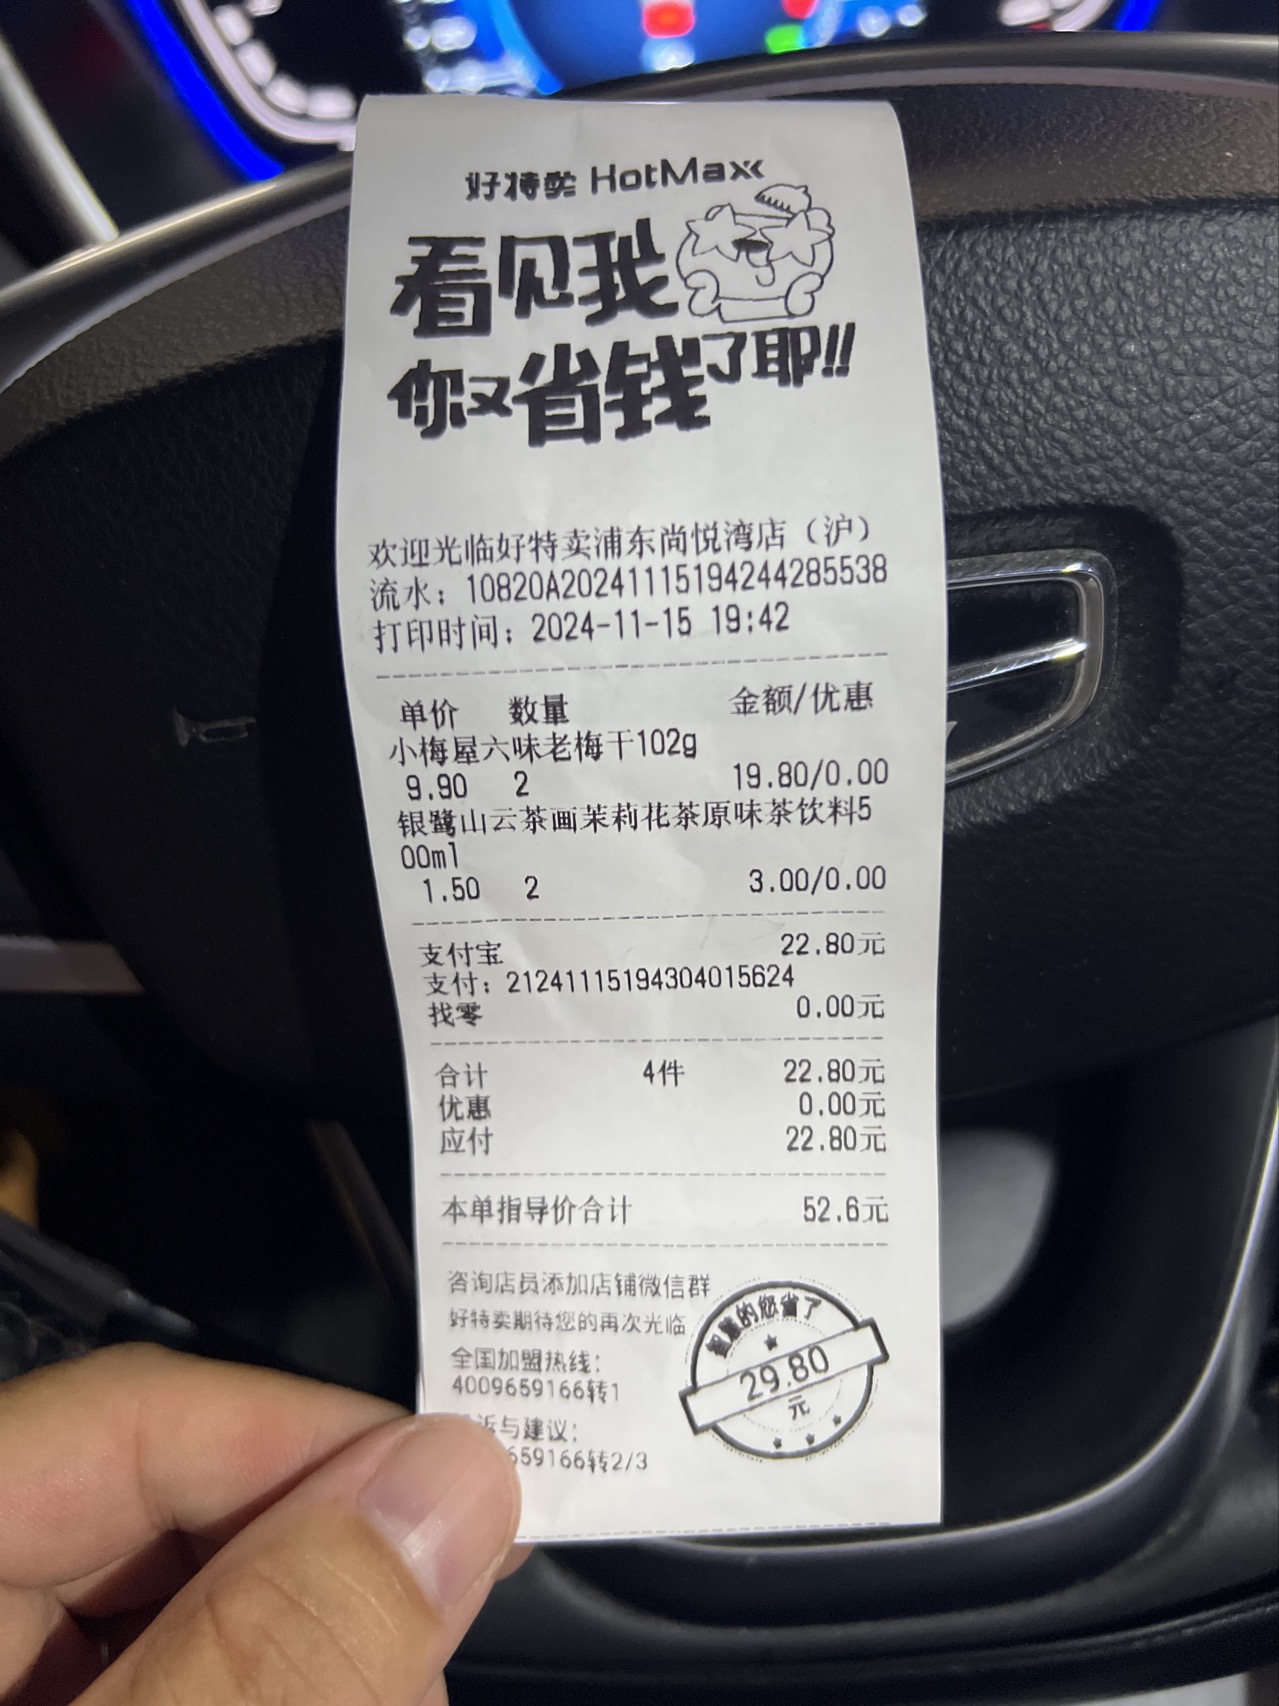 好特卖 HotMaxx
看见我
你又省钱了耶!!
欢迎光临好特卖浦东尚悦湾店（沪）
流水：10820A20241115194244285538
打印时间：2024-11-15 19:42
单价 数量 金额/优惠
小梅屋六味老梅干102g
9.90 2 19.80/0.00
银鹭山云茶画茉莉花茶原味茶饮料5
00ml
1.50 2 3.00/0.00
支付宝 22.80元
支付：21241115194304015624
找零 0.00元
合计 4件 22.80元
优惠 0.00元
应付 22.80元
本单指导价合计 52.6元
咨询店员添加店铺微信群
好特卖期待您的再次光临
全国加盟热线：
4009659166转1
诉与建议：
659166转2/3
智慧的您省了
29.80
元